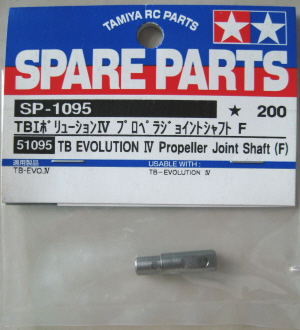 TAMIYA RC PARTS
SPARE PARTS
SP-1095 ★ 200
TBエボリューションⅣ プロペラジョイントシャフト F
51095 TB EVOLUTION Ⅳ Propeller Joint Shaft (F)
適用製品 USABLE WITH :
TB-EVO.Ⅳ TB-EVOLUTION Ⅳ